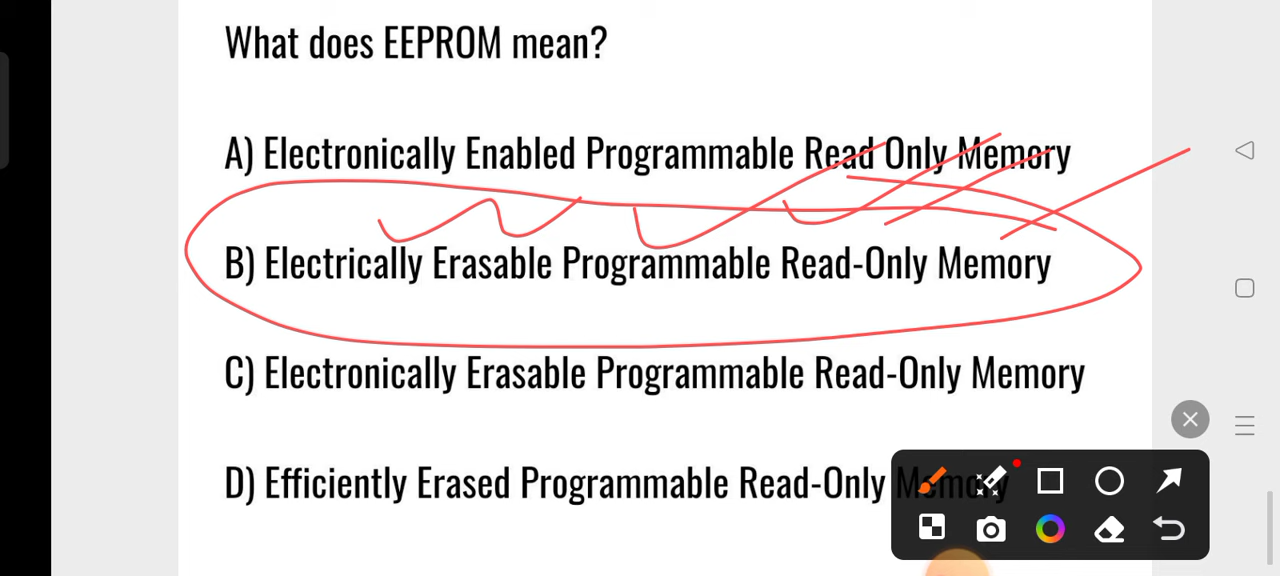 What does EEPROM mean?
A) Electronically Enabled Programmable Read Only Memory
B) Electrically Erasable Programmable Read-Only Memory
C) Electronically Erasable Programmable Read-Only Memory
D) Efficiently Erased Programmable Read-Only Memory